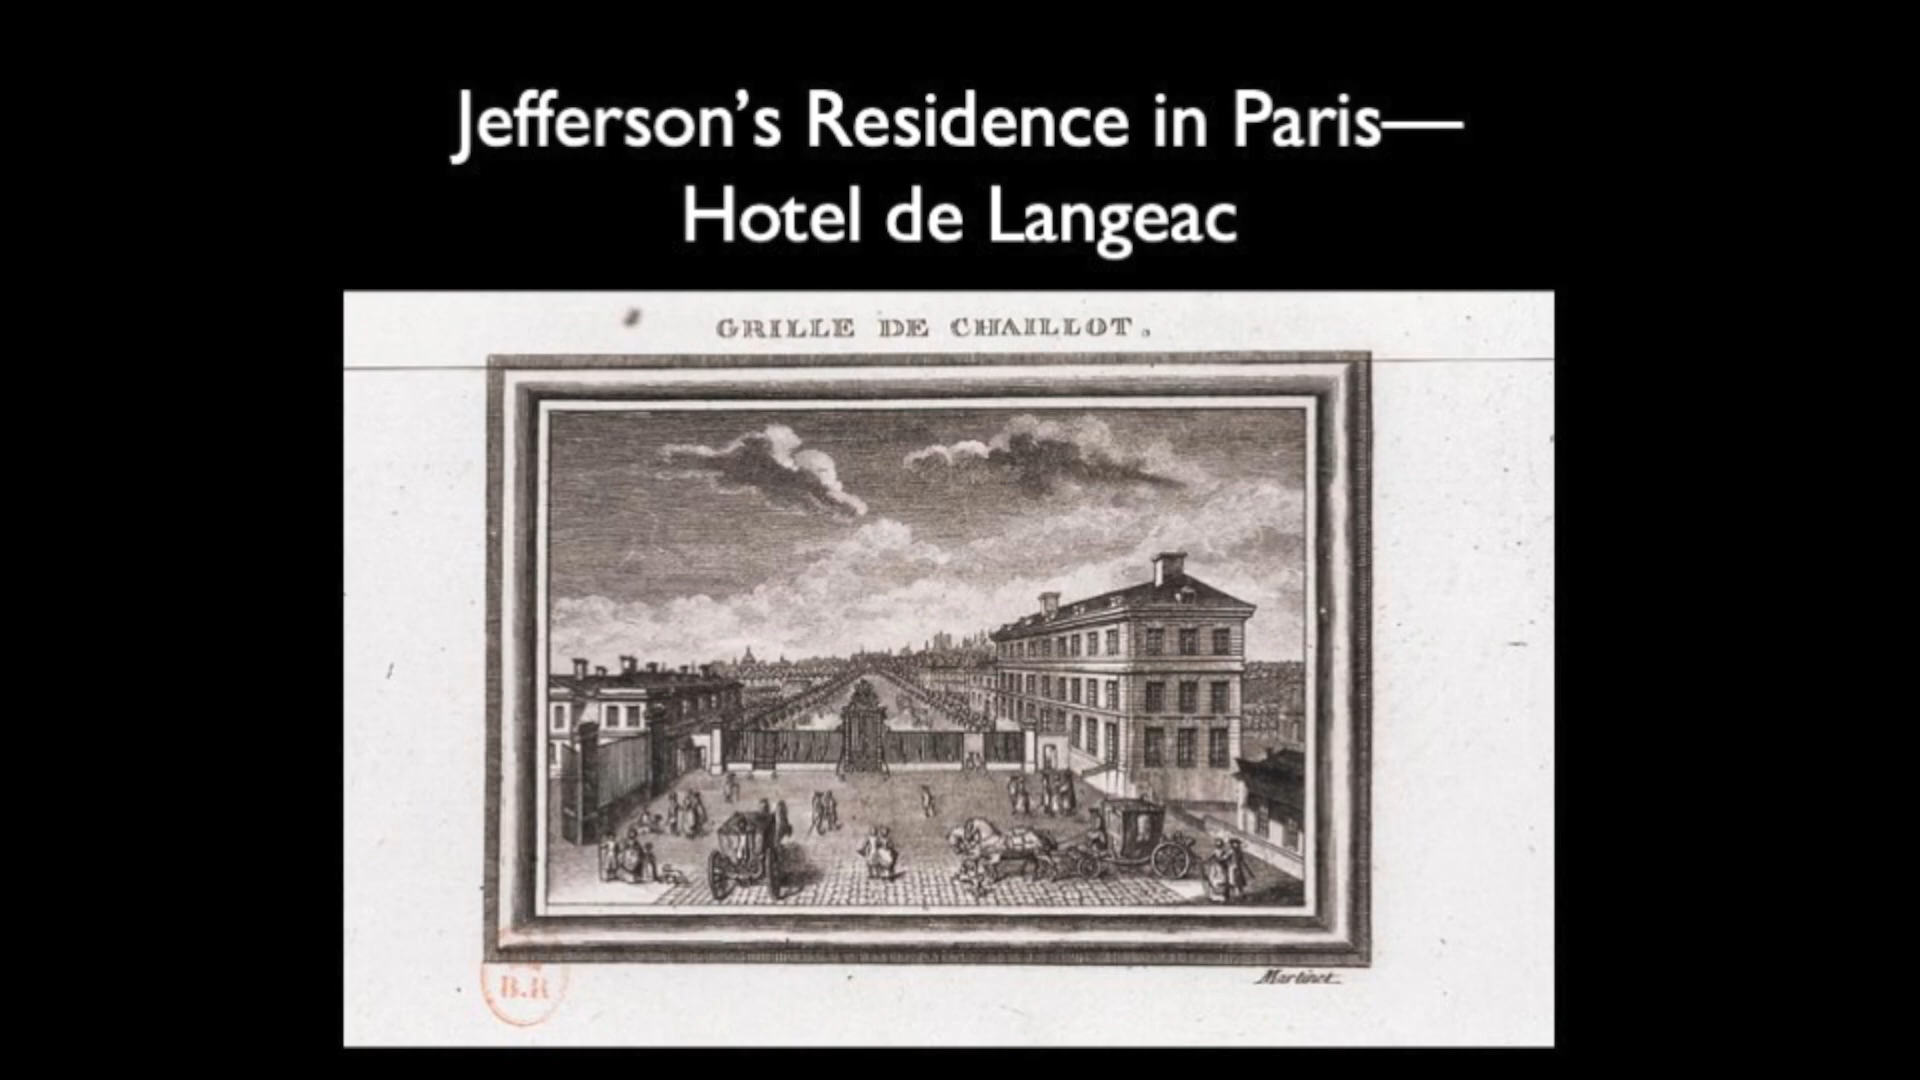 Jefferson’s Residence in Paris—
Hotel de Langeac
GRILLE DE CHAILLOT.
Martinet
B.R